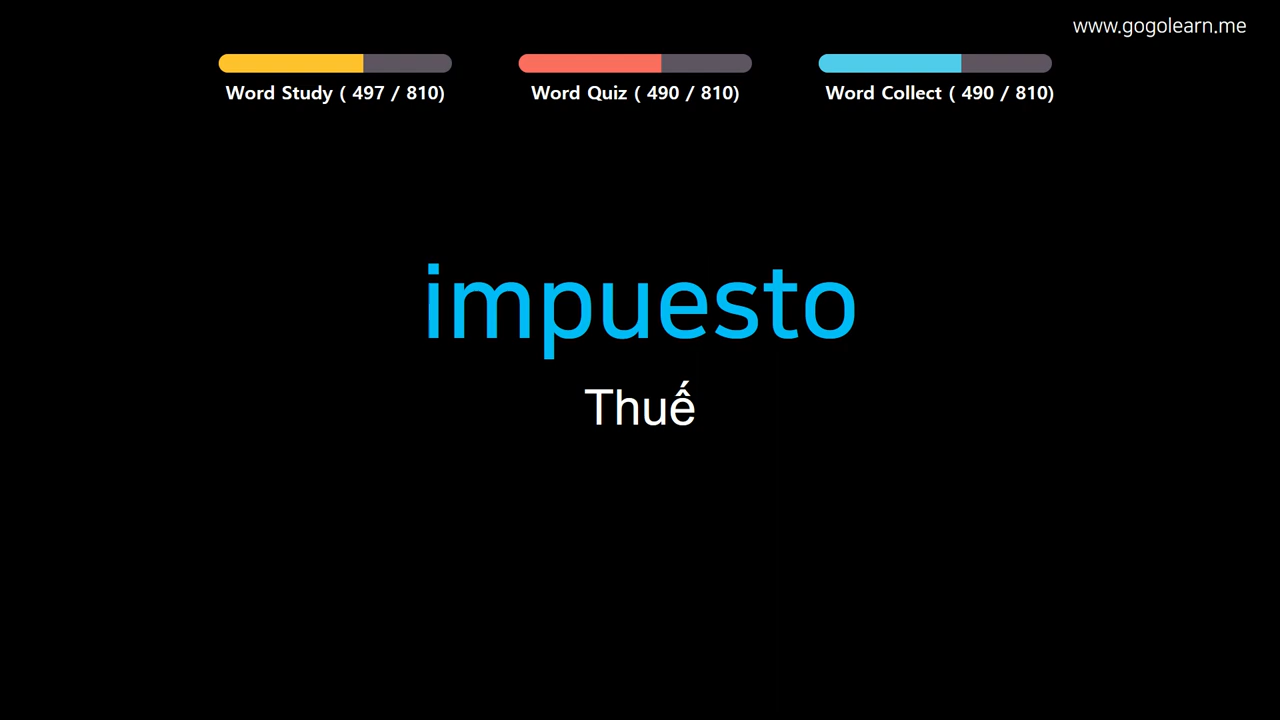 www.gogolearn.me
Word Study ( 497 / 810)
Word Quiz ( 490 / 810)
Word Collect ( 490 / 810)
impuesto
Thuế